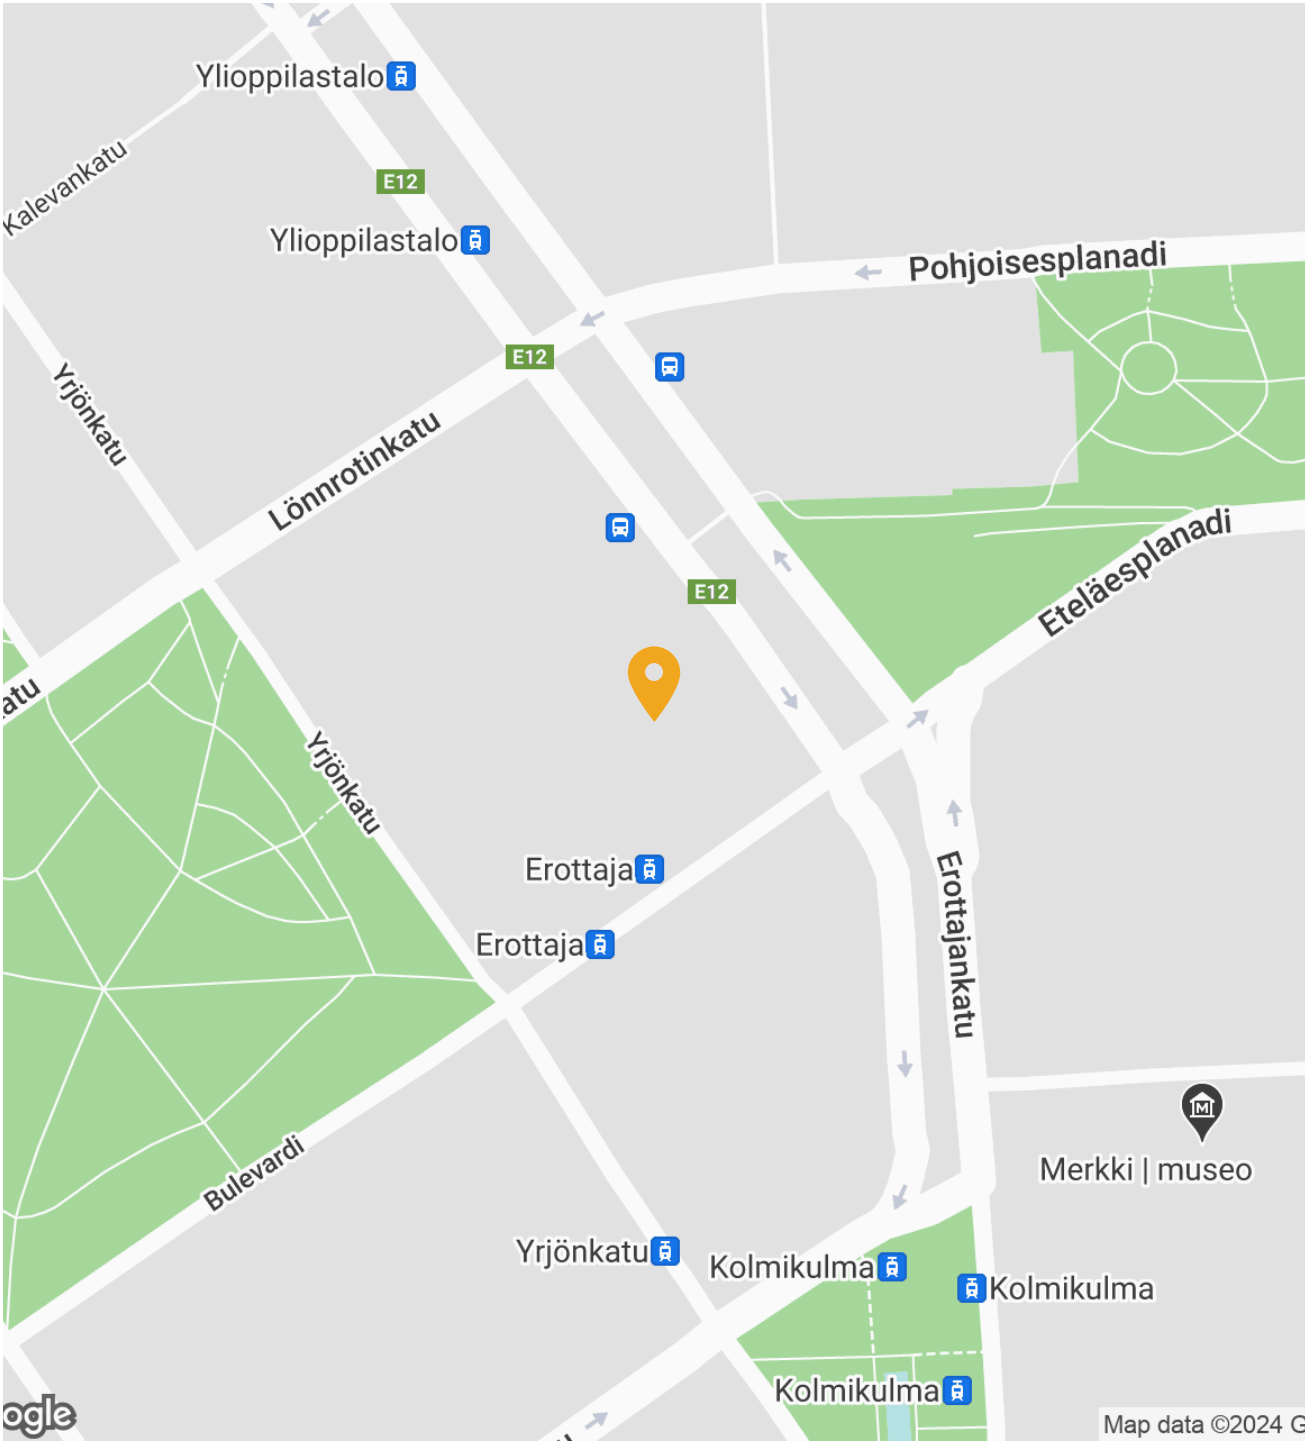 Ylioppilastalo
Kalevankatu
E12
Ylioppilastalo
Pohjoisesplanadi
E12
Yrjönkatu
Lönnrotinkatu
E12
Eteläesplanadi
atu
Yrjönkatu
Erottaja
Erottajankatu
Erottaja
Bulevardi
Merkki | museo
Yrjönkatu
Kolmikulma
Kolmikulma
Kolmikulma
ogle
Map data ©2024 G